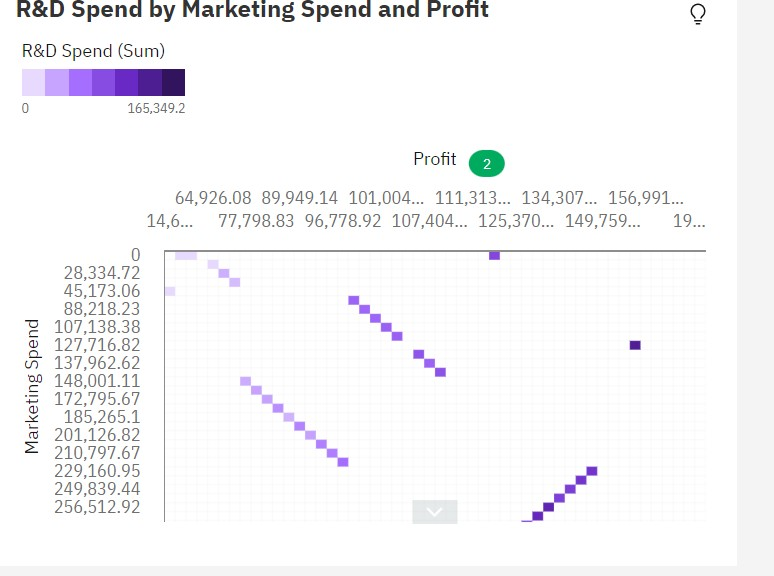 R&D Spend by Marketing Spend and Profit
R&D Spend (Sum)
0 165,349.2
Profit 2
64,926.08 89,949.14 101,004... 111,313... 134,307... 156,991...
14,6... 77,798.83 96,778.92 107,404... 125,370... 149,759... 19...
Marketing Spend
0
28,334.72
45,173.06
88,218.23
107,138.38
127,716.82
137,962.62
148,001.11
172,795.67
185,265.1
201,126.82
210,797.67
229,160.95
249,839.44
256,512.92